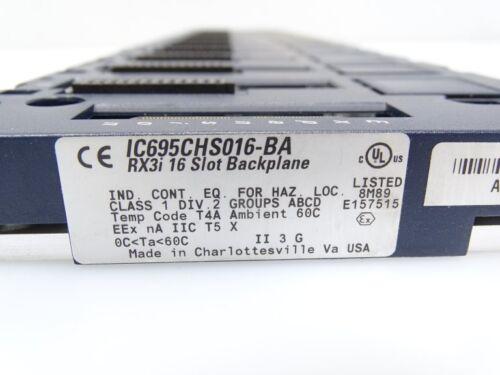 IC695CHS016-BA
RX3i 16 Slot Backplane
CE
C UL US
LISTED
IND. CONT. EQ. FOR HAZ. LOC. 8M89
CLASS 1 DIV.2 GROUPS ABCD E157515
Temp Code T4A Ambient 60C
EEx nA IIC T5 X
Ex
0C<Ta<60C II 3 G
Made in Charlottesville Va USA
A